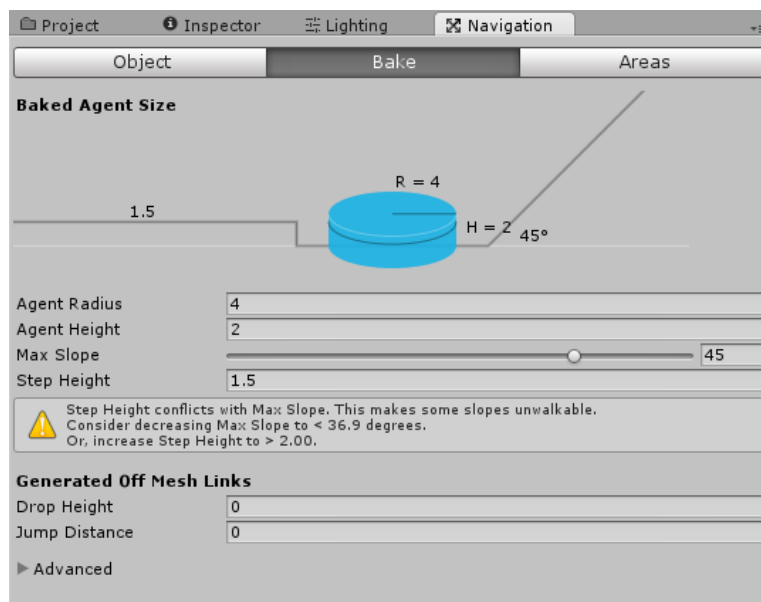 Project Inspector Lighting Navigation
Object Bake Areas
Baked Agent Size
R = 4
1.5
H = 2
45°
Agent Radius 4
Agent Height 2
Max Slope 45
Step Height 1.5
Step Height conflicts with Max Slope. This makes some slopes unwalkable.
Consider decreasing Max Slope to < 36.9 degrees.
Or, increase Step Height to > 2.00.
Generated Off Mesh Links
Drop Height 0
Jump Distance 0
Advanced